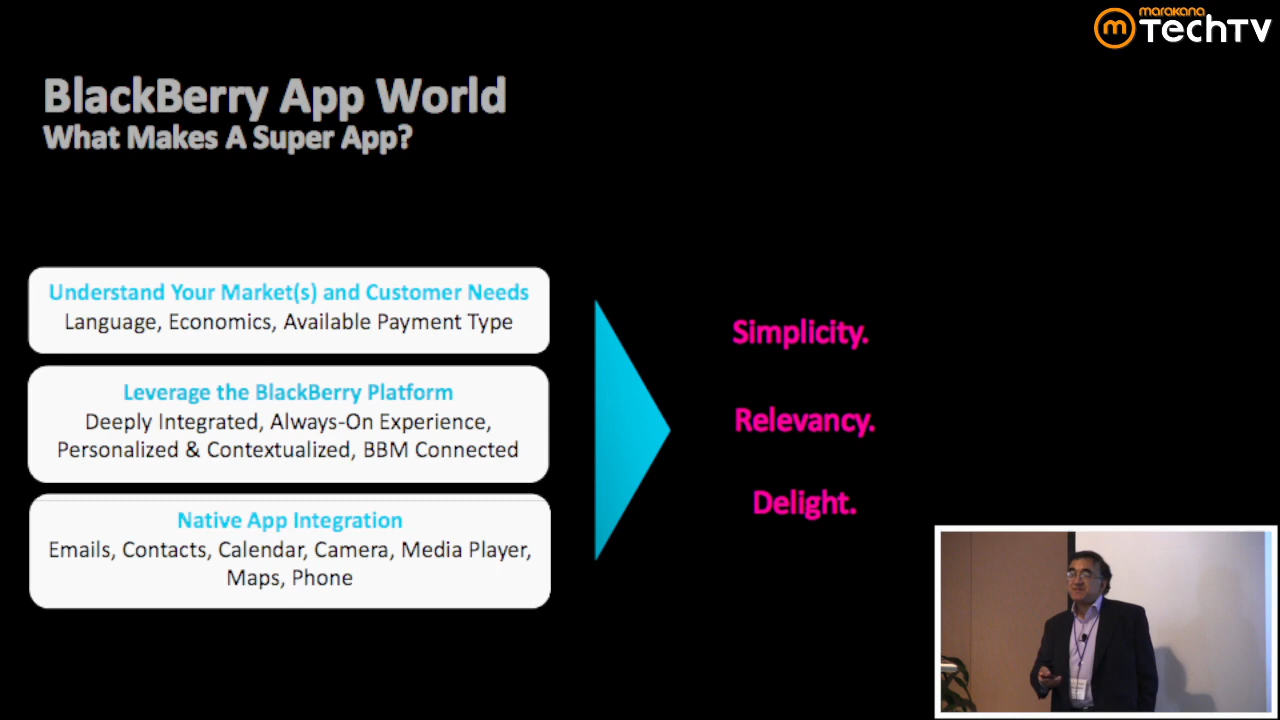 marakana
TechTV
BlackBerry App World
What Makes A Super App?
Understand Your Market(s) and Customer Needs
Language, Economics, Available Payment Type
Leverage the BlackBerry Platform
Deeply Integrated, Always-On Experience,
Personalized & Contextualized, BBM Connected
Native App Integration
Emails, Contacts, Calendar, Camera, Media Player,
Maps, Phone
Simplicity.
Relevancy.
Delight.